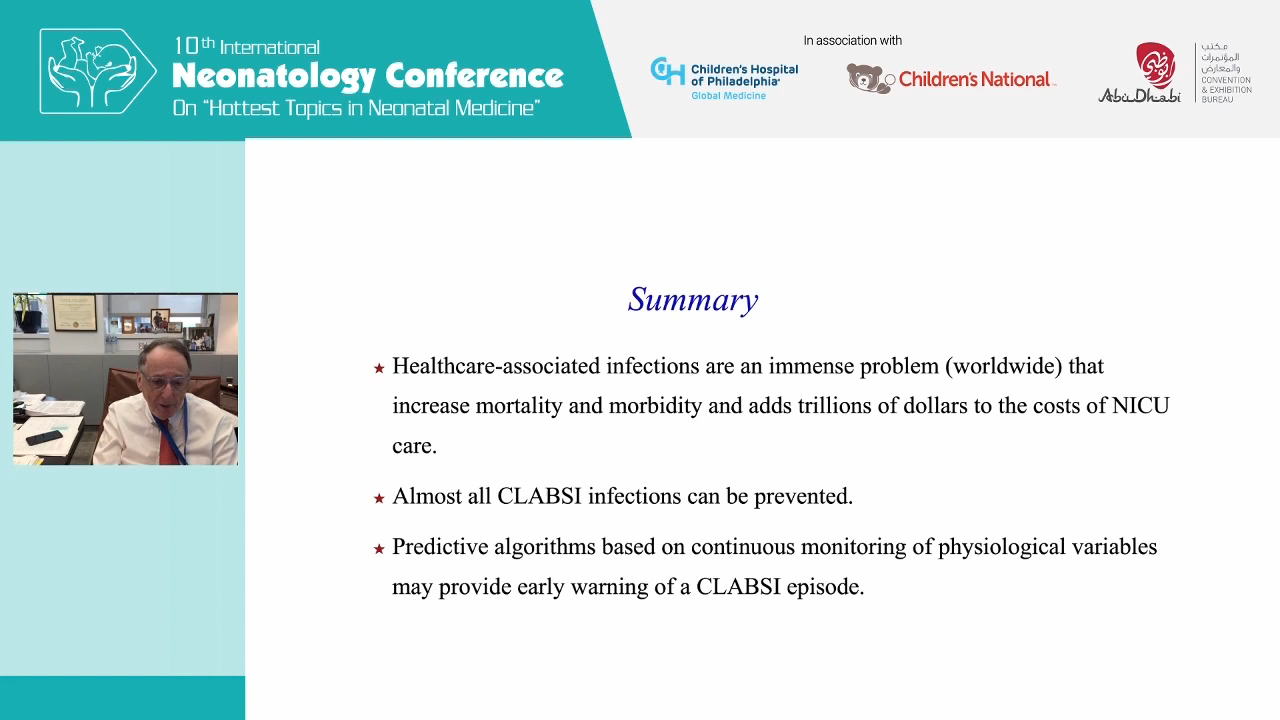 10th International
Neonatology Conference
On "Hottest Topics in Neonatal Medicine"
In association with
Children's Hospital
of Philadelphia
Global Medicine
Children's National
أبوظبي
Abu Dhabi
مكتب
المؤتمرات
والمعارض
CONVENTION
& EXHIBITION
BUREAU
Summary
Healthcare-associated infections are an immense problem (worldwide) that
increase mortality and morbidity and adds trillions of dollars to the costs of NICU
care.
Almost all CLABSI infections can be prevented.
Predictive algorithms based on continuous monitoring of physiological variables
may provide early warning of a CLABSI episode.